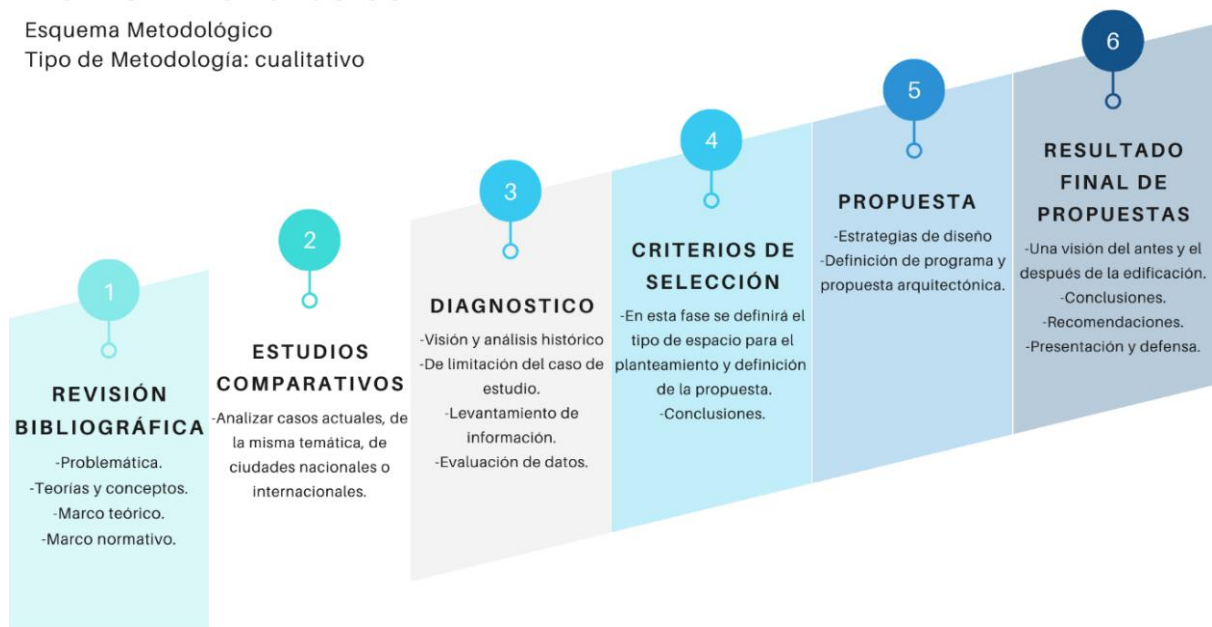 Esquema Metodológico
Tipo de Metodología: cualitativo
1
REVISIÓN
BIBLIOGRÁFICA
-Problemática.
-Teorías y conceptos.
-Marco teórico.
-Marco normativo.
2
ESTUDIOS
COMPARATIVOS
-Analizar casos actuales, de
la misma temática, de
ciudades nacionales o
internacionales.
3
DIAGNOSTICO
-Visión y análisis histórico
-De limitación del caso de
estudio.
-Levantamiento de
información.
-Evaluación de datos.
4
CRITERIOS DE
SELECCIÓN
-En esta fase se definirá el
tipo de espacio para el
planteamiento y definición
de la propuesta.
-Conclusiones.
5
PROPUESTA
-Estrategias de diseño
-Definición de programa y
propuesta arquitectónica.
6
RESULTADO
FINAL DE
PROPUESTAS
-Una visión del antes y el
después de la edificación.
-Conclusiones.
-Recomendaciones.
-Presentación y defensa.